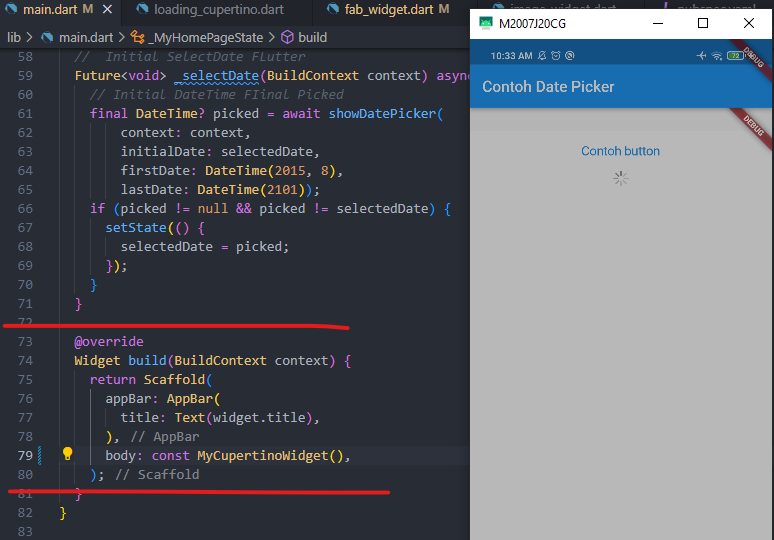 main.dart M
loading_cupertino.dart
fab_widget.dart M
lib > main.dart > _MyHomePageState > build
58 // Initial SelectDate FLutter
59 Future<void> _selectDate(BuildContext context) async
60 // Initial DateTime FIinal Picked
61 final DateTime? picked = await showDatePicker(
62 context: context,
63 initialDate: selectedDate,
64 firstDate: DateTime(2015, 8),
65 lastDate: DateTime(2101));
66 if (picked != null && picked != selectedDate) {
67 setState(() {
68 selectedDate = picked;
69 });
70 }
71 }
72
73 @override
74 Widget build(BuildContext context) {
75 return Scaffold(
76 appBar: AppBar(
77 title: Text(widget.title),
78 ), // AppBar
79 body: const MyCupertinoWidget(),
80 ); // Scaffold
81 }
82 }
83
M2007J20CG
10:33 AM
72
DEBUG
Contoh Date Picker
DEBUG
Contoh button